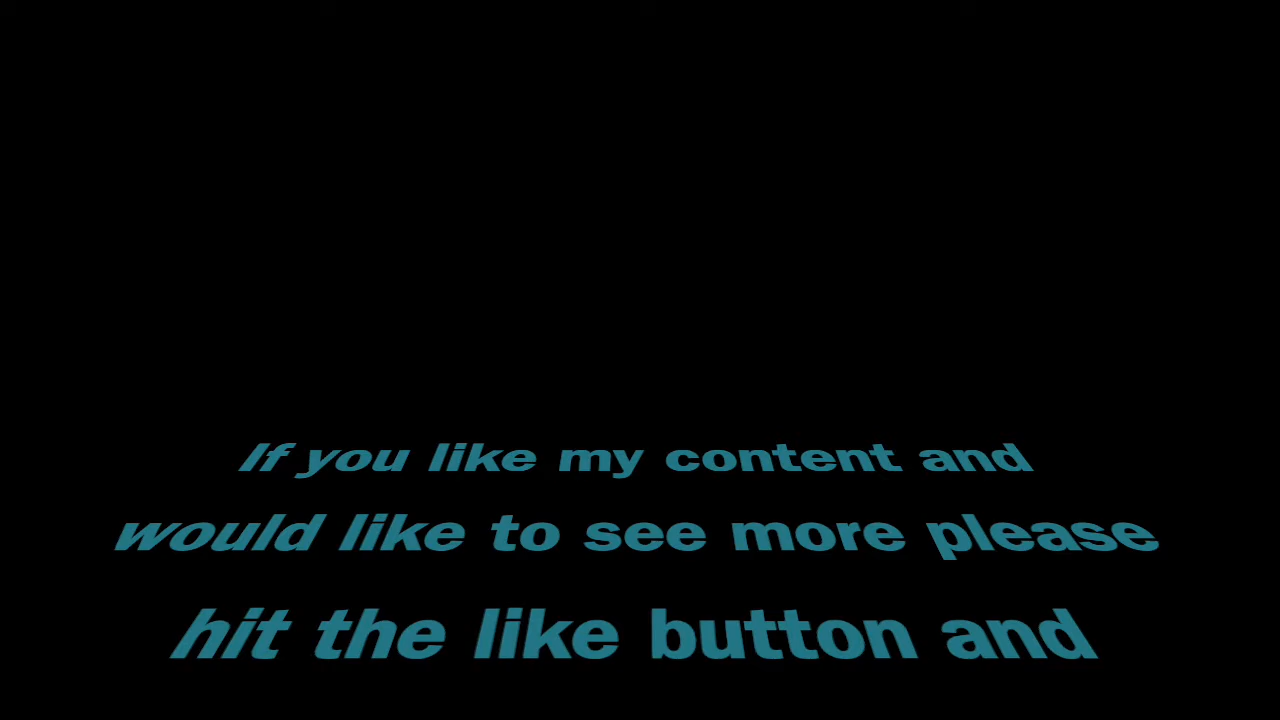 If you like my content and
would like to see more please
hit the like button and